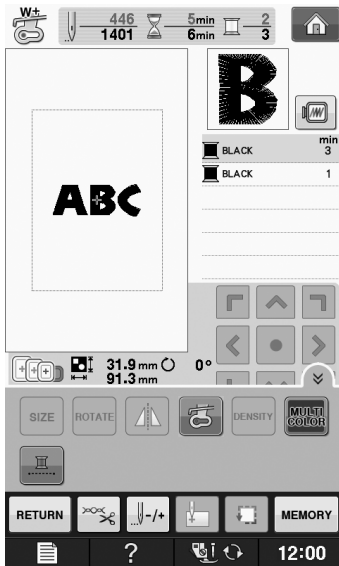 W+
446 5min 2
1401 6min 3
B
min
BLACK 3
BLACK 1
ABC
31.9 mm 0°
91.3 mm
SIZE ROTATE DENSITY MULTI COLOR
RETURN -/+ MEMORY
? 12:00